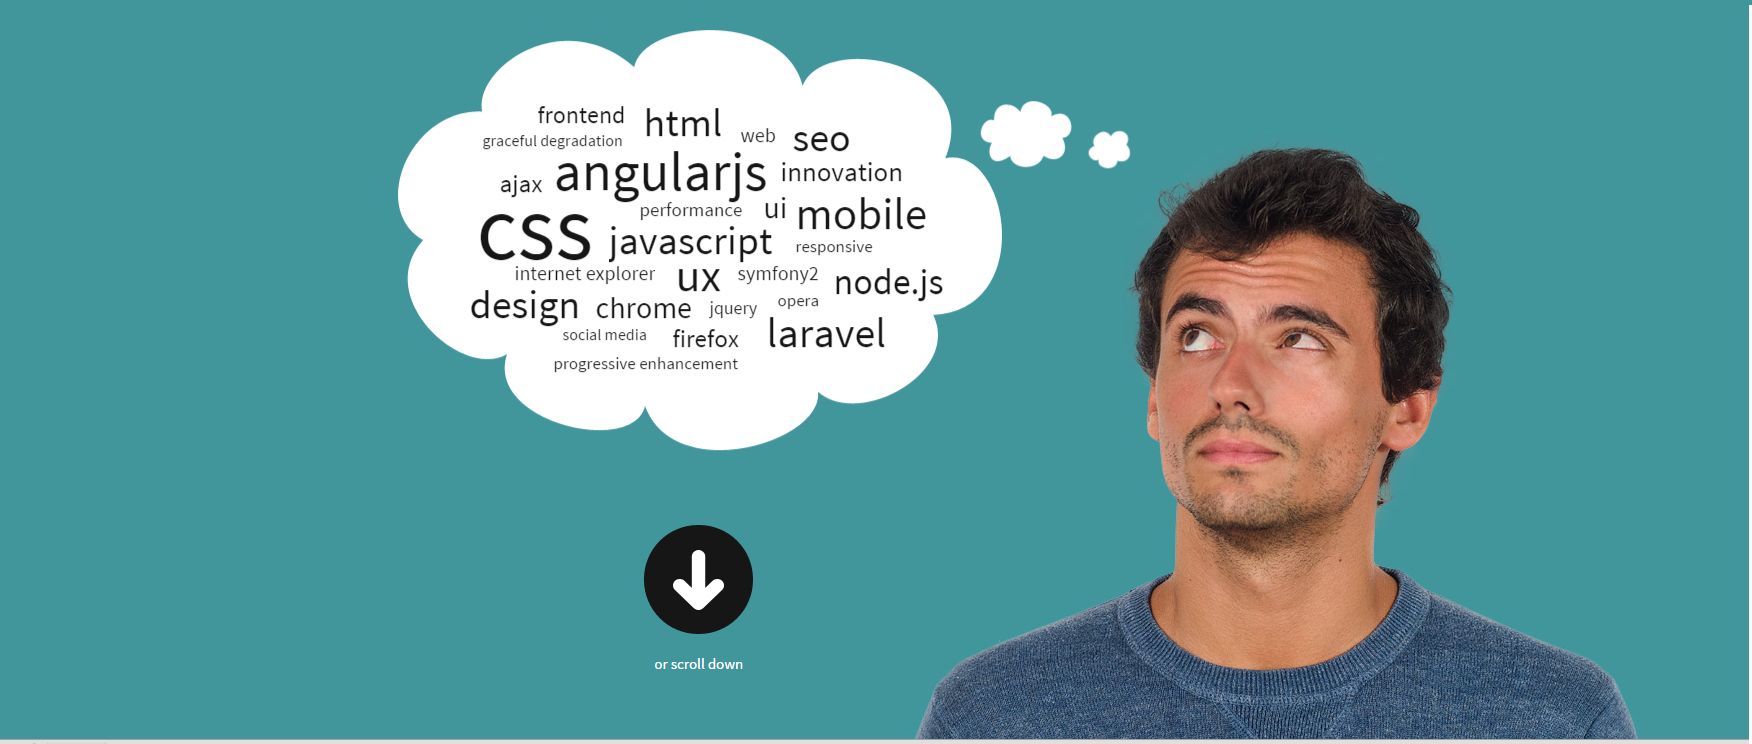 frontend html web seo
graceful degradation
ajax angularjs innovation
performance ui mobile
css javascript responsive
internet explorer ux symfony2 node.js
design chrome jquery opera
social media firefox laravel
progressive enhancement
or scroll down